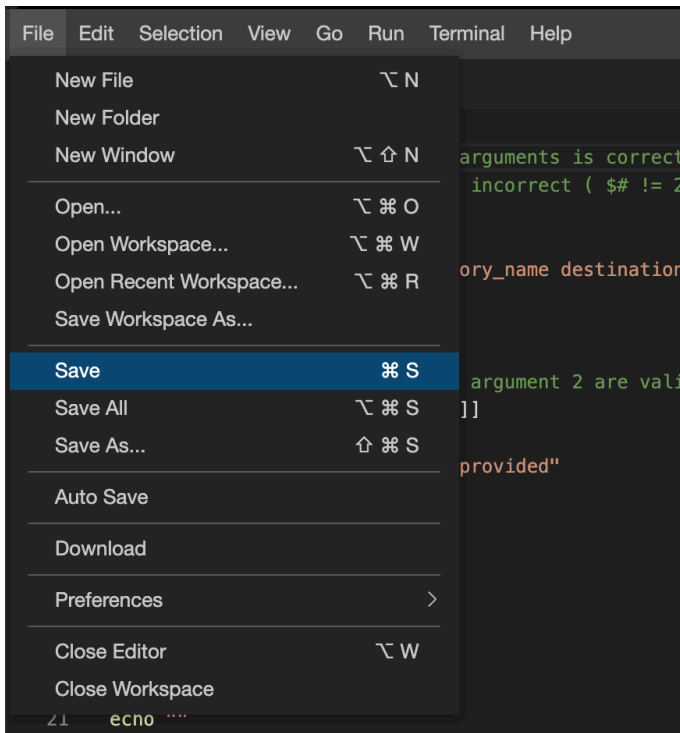 File Edit Selection View Go Run Terminal Help
New File ⌥ N
New Folder
New Window ⌥ ⇧ N
arguments is correct
Open... ⌥ ⌘ O
incorrect ( $# != 2
Open Workspace... ⌥ ⌘ W
Open Recent Workspace... ⌥ ⌘ R
ory_name destination
Save Workspace As...
Save ⌘ S
argument 2 are vali
Save All ⌥ ⌘ S
]]
Save As... ⇧ ⌘ S
provided"
Auto Save
Download
Preferences >
Close Editor ⌥ W
Close Workspace
21 echo ""